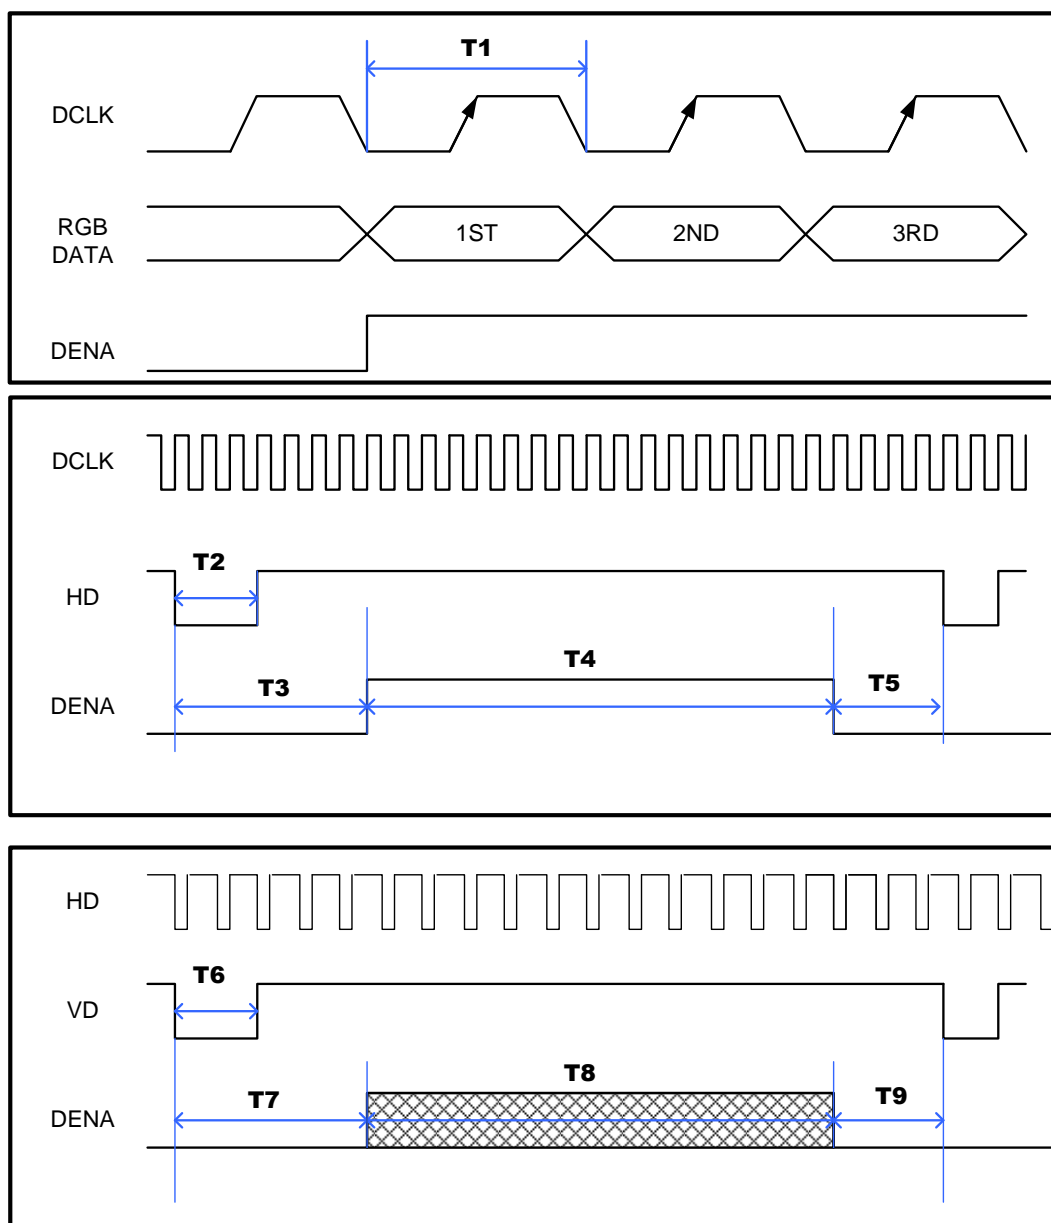 T1
DCLK
RGB
DATA
1ST
2ND
3RD
DENA
DCLK
T2
HD
T4
T3
T5
DENA
HD
T6
VD
T8
T7
T9
DENA